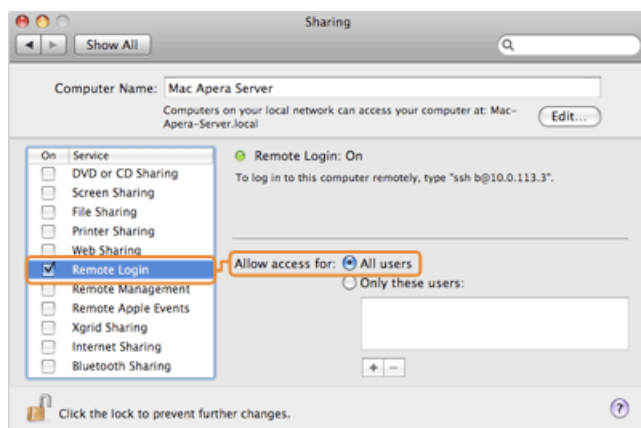 Sharing
Show All
Computer Name: Mac Apera Server
Computers on your local network can access your computer at: Mac-
Apera-Server.local
Edit...
On Service
DVD or CD Sharing
Screen Sharing
File Sharing
Printer Sharing
Web Sharing
Remote Login
Remote Management
Remote Apple Events
Xgrid Sharing
Internet Sharing
Bluetooth Sharing
Remote Login: On
To log in to this computer remotely, type "ssh b@10.0.113.3".
Allow access for: All users
Only these users:
+ −
Click the lock to prevent further changes.
?